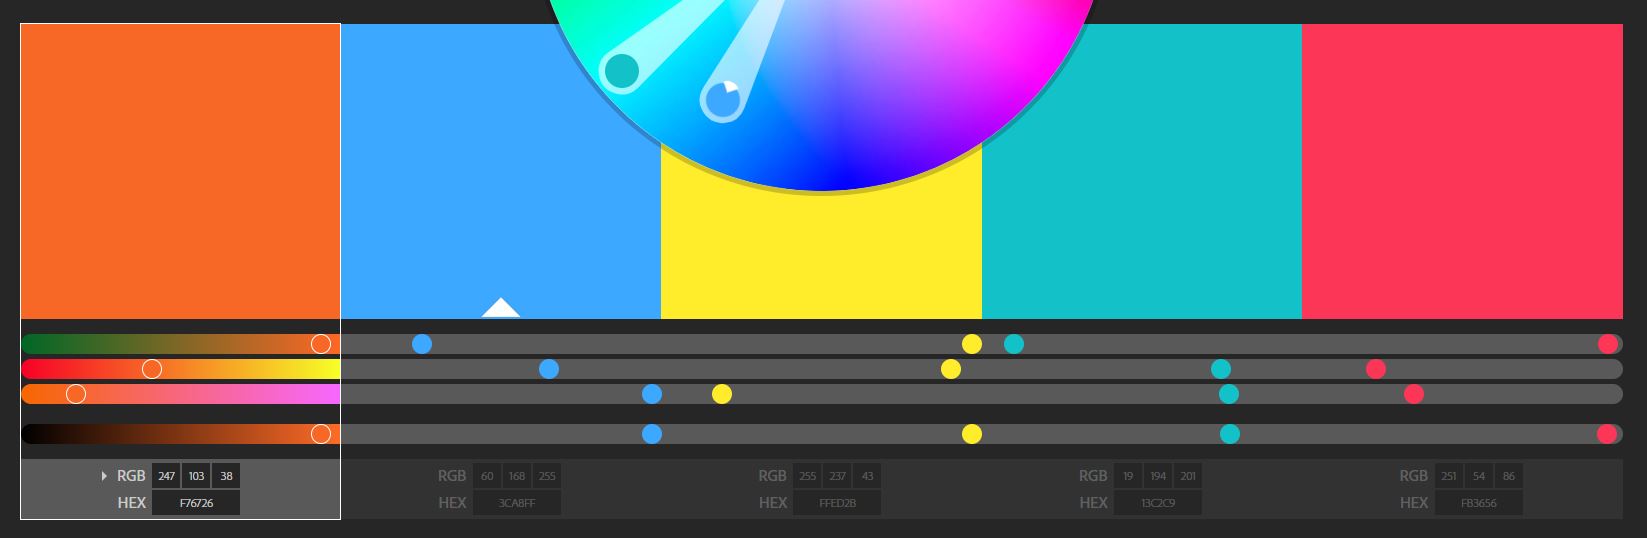 RGB 247 103 38
HEX F76726
RGB 60 168 255
HEX 3CA8FF
RGB 255 237 43
HEX FFED2B
RGB 19 194 201
HEX 13C2C9
RGB 251 54 86
HEX FB3656